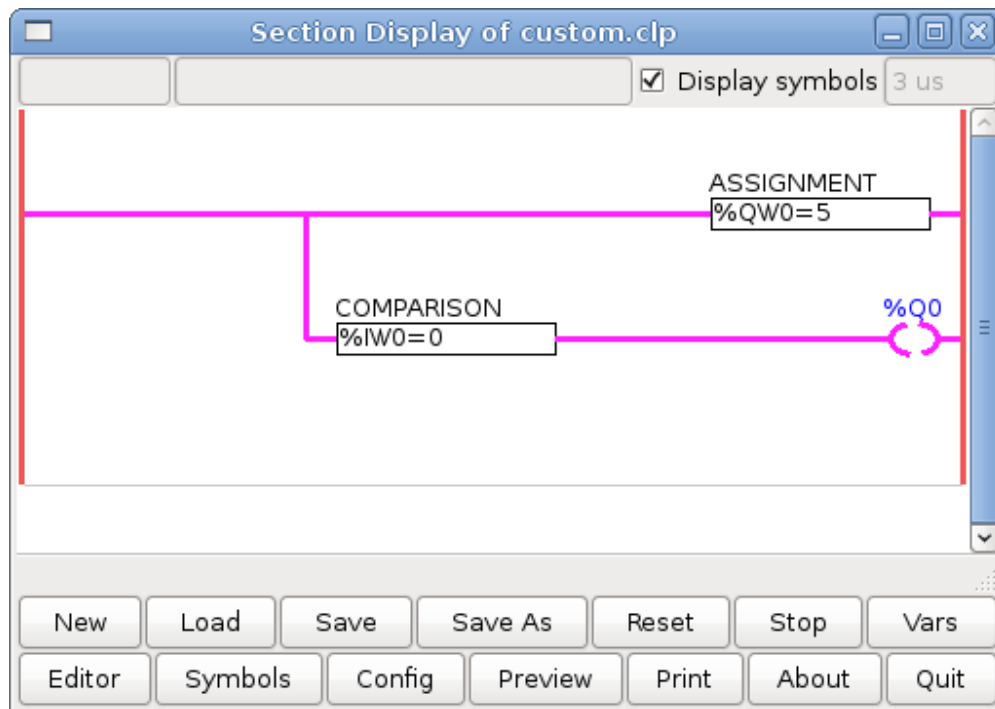 Section Display of custom.clp
Display symbols 3 us
ASSIGNMENT
%QW0=5
COMPARISON %Q0
%IW0=0
New Load Save Save As Reset Stop Vars
Editor Symbols Config Preview Print About Quit